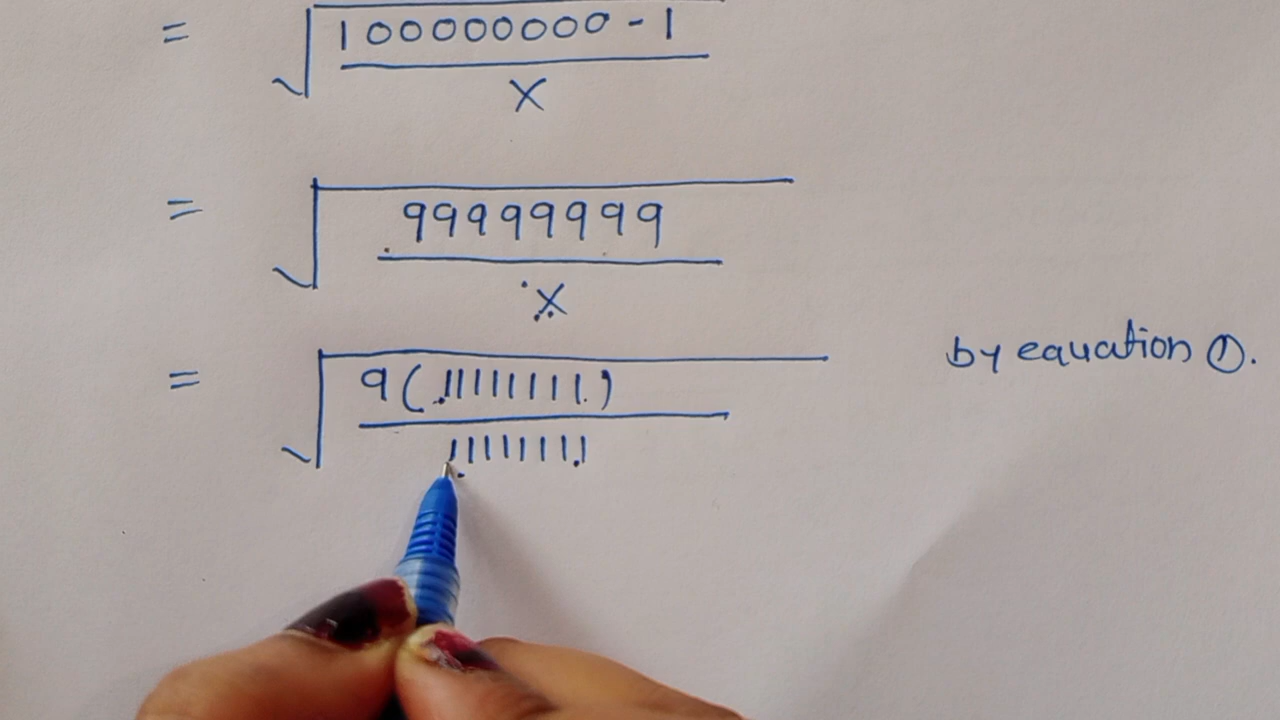 = √100000000 - 1
x
= √99999999
x
= √9(11111111) by equation ①.
11111111